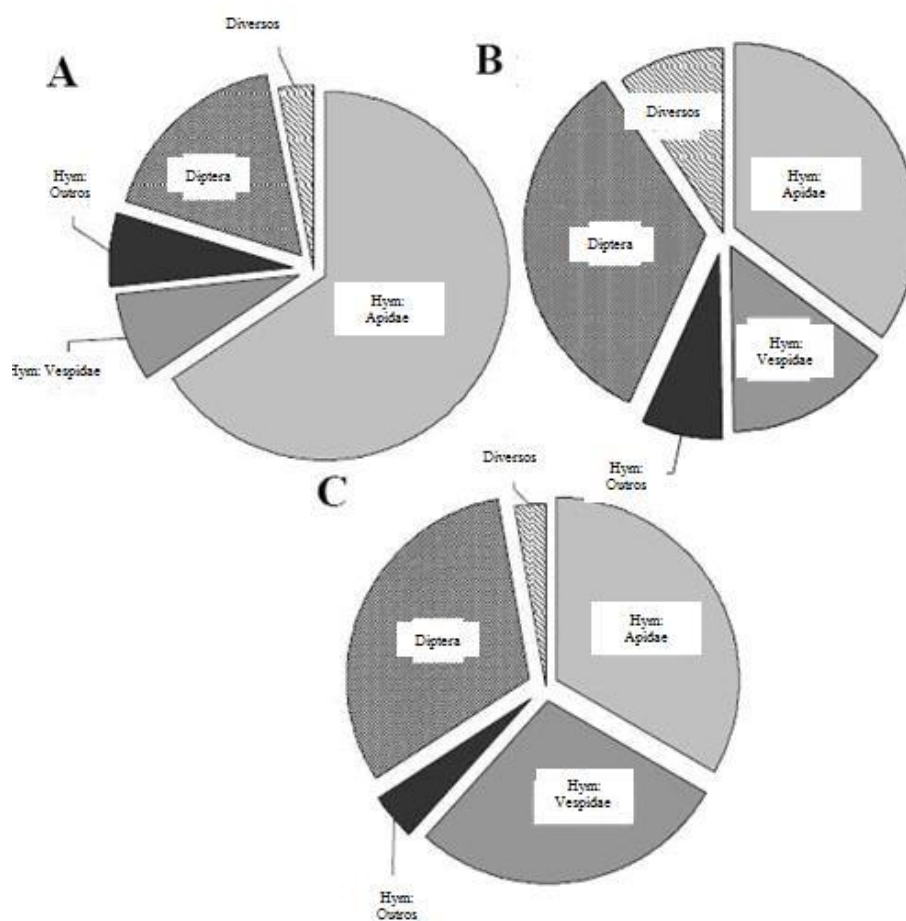 A
Diversos
Diptera
Hym:
Outros
Hym:
Apidae
Hym: Vespidae
B
Diversos
Hym:
Apidae
Diptera
Hym:
Vespidae
Hym:
Outros
C
Diversos
Hym:
Apidae
Diptera
Hym:
Vespidae
Hym:
Outros